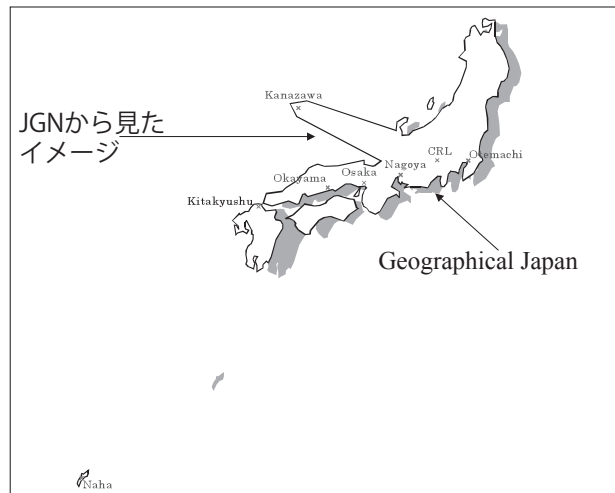 Kanazawa
JGNから見た
イメージ
CRL
Otemachi
Nagoya
Osaka
Okayama
Kitakyushu
Geographical Japan
Naha